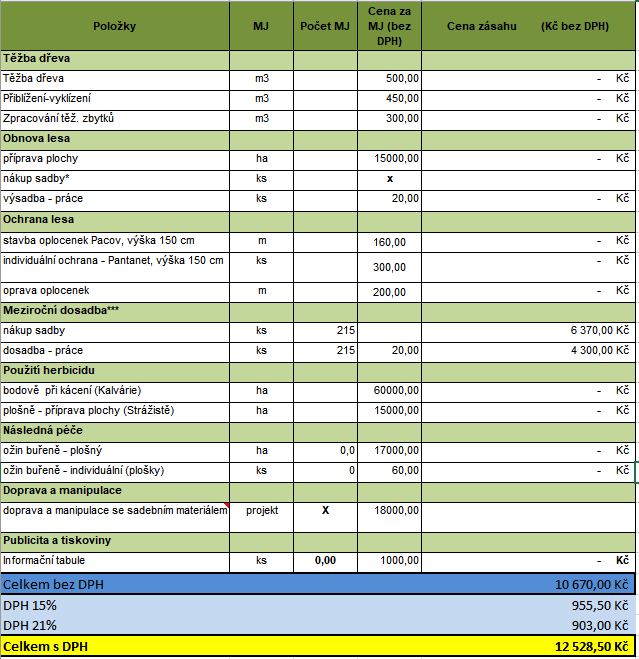 Položky MJ Počet MJ Cena za MJ (bez DPH) Cena zásahu (Kč bez DPH)
Těžba dřeva
Těžba dřeva m3 500,00 - Kč
Přiblížení-vyklízení m3 450,00 - Kč
Zpracování těž. zbytků m3 300,00 - Kč
Obnova lesa
příprava plochy ha 15000,00 - Kč
nákup sadby* ks x
výsadba - práce ks 20,00 - Kč
Ochrana lesa
stavba oplocenek Pacov, výška 150 cm m 160,00 - Kč
individuální ochrana - Pantanet, výška 150 cm ks 300,00 - Kč
oprava oplocenek m 200,00 - Kč
Meziroční dosadba***
nákup sadby ks 215 6 370,00 Kč
dosadba - práce ks 215 20,00 4 300,00 Kč
Použití herbicidu
bodově při kácení (Kalvárie) ha 60000,00 - Kč
plošně - příprava plochy (Strážiště) ha 15000,00 - Kč
Následná péče
ožin buřeně - plošný ha 0,0 17000,00 - Kč
ožin buřeně - individuální (plošky) ks 0 60,00 - Kč
Doprava a manipulace
doprava a manipulace se sadebním materiálem projekt X 18000,00
Publicita a tiskoviny
Informační tabule ks 0,00 1000,00 - Kč
Celkem bez DPH 10 670,00 Kč
DPH 15% 955,50 Kč
DPH 21% 903,00 Kč
Celkem s DPH 12 528,50 Kč